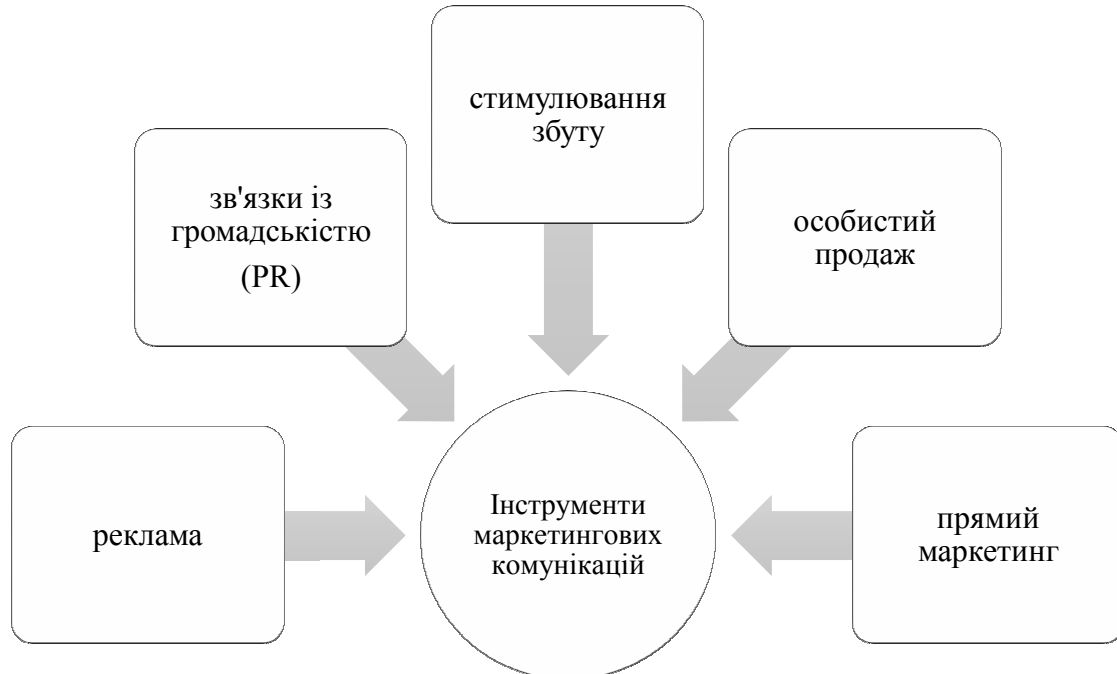 стимулювання
збуту
зв'язки із
громадськістю
(PR)
особистий
продаж
реклама
Інструменти
маркетингових
комунікацій
прямий
маркетинг